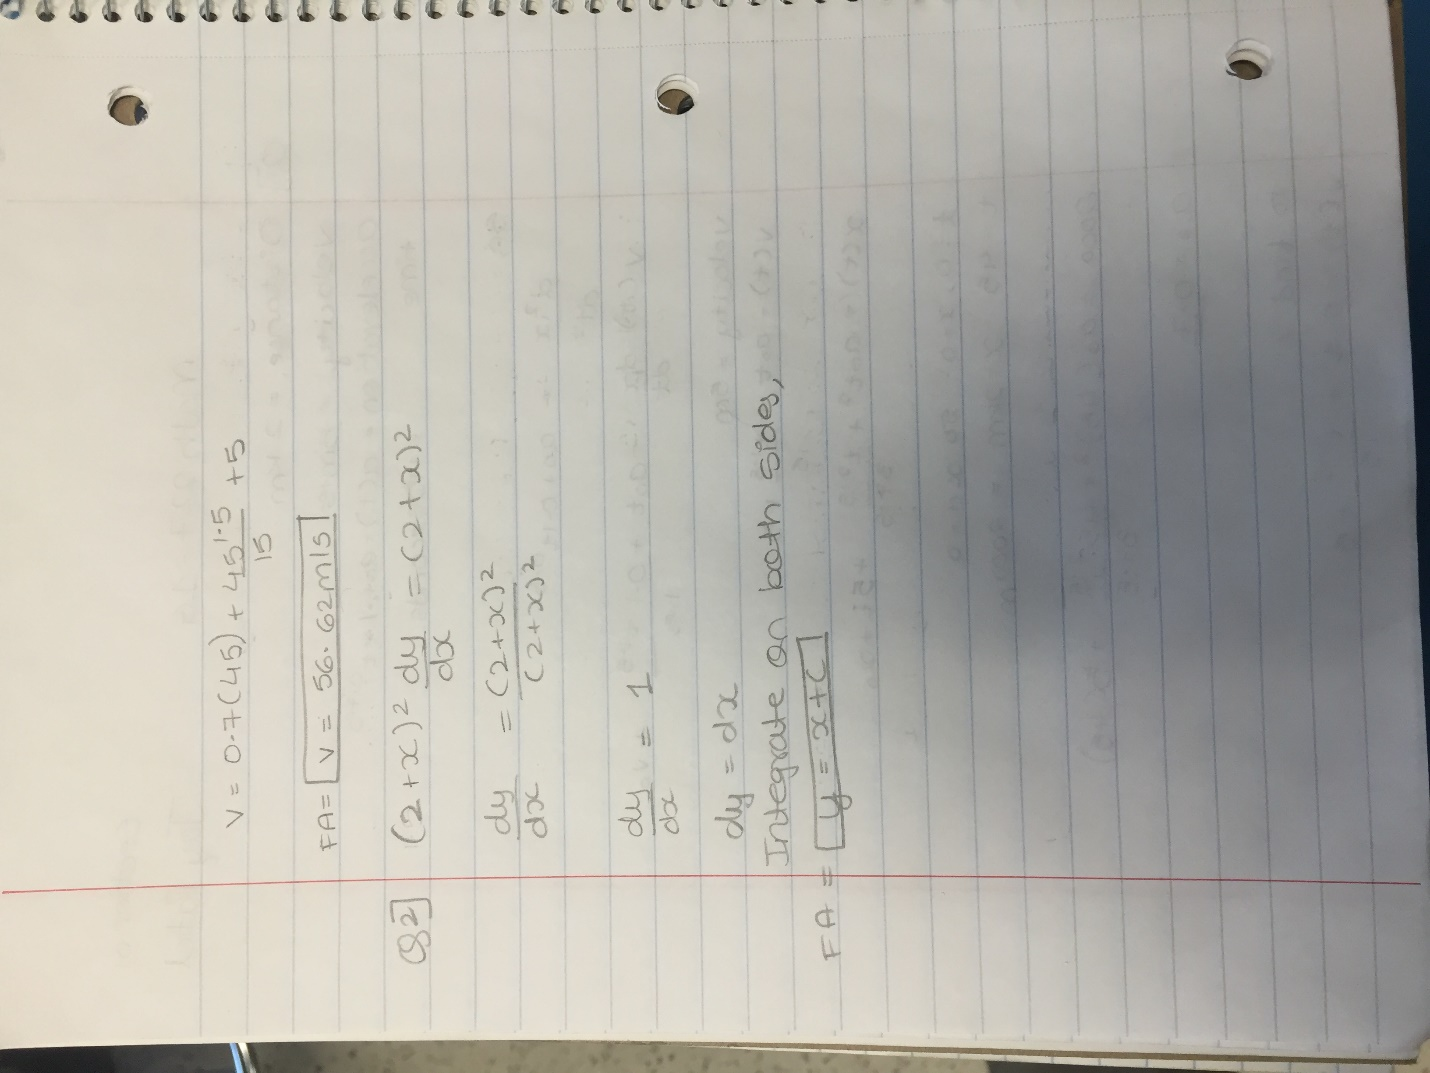 V = 0.7(45) + 45^1.5/15 + 5
FA = V = 56.62m/s
Q2 (2+x)² dy/dx = (2+x)²
dy/dx = (2+x)²/(2+x)²
dy/dx = 1
dy = dx
Integrate on both sides,
FA = y = x+C